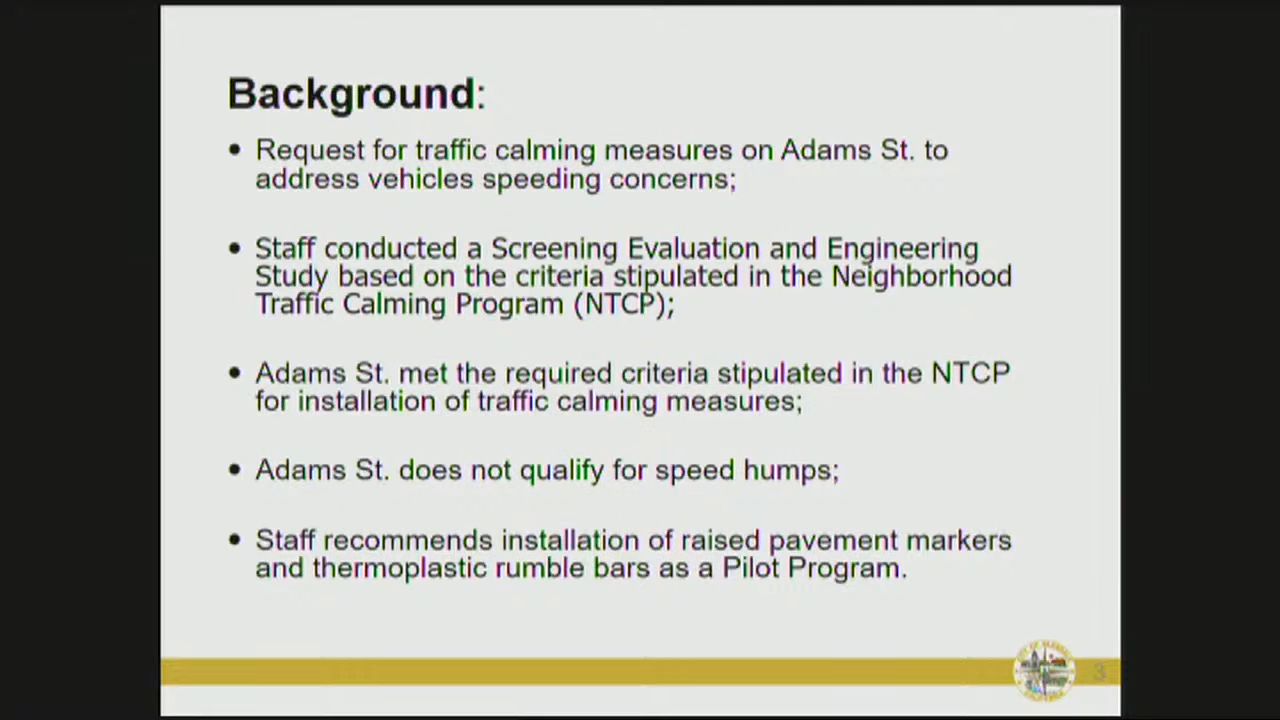 Background:
• Request for traffic calming measures on Adams St. to
address vehicles speeding concerns;
• Staff conducted a Screening Evaluation and Engineering
Study based on the criteria stipulated in the Neighborhood
Traffic Calming Program (NTCP);
• Adams St. met the required criteria stipulated in the NTCP
for installation of traffic calming measures;
• Adams St. does not qualify for speed humps;
• Staff recommends installation of raised pavement markers
and thermoplastic rumble bars as a Pilot Program.
3